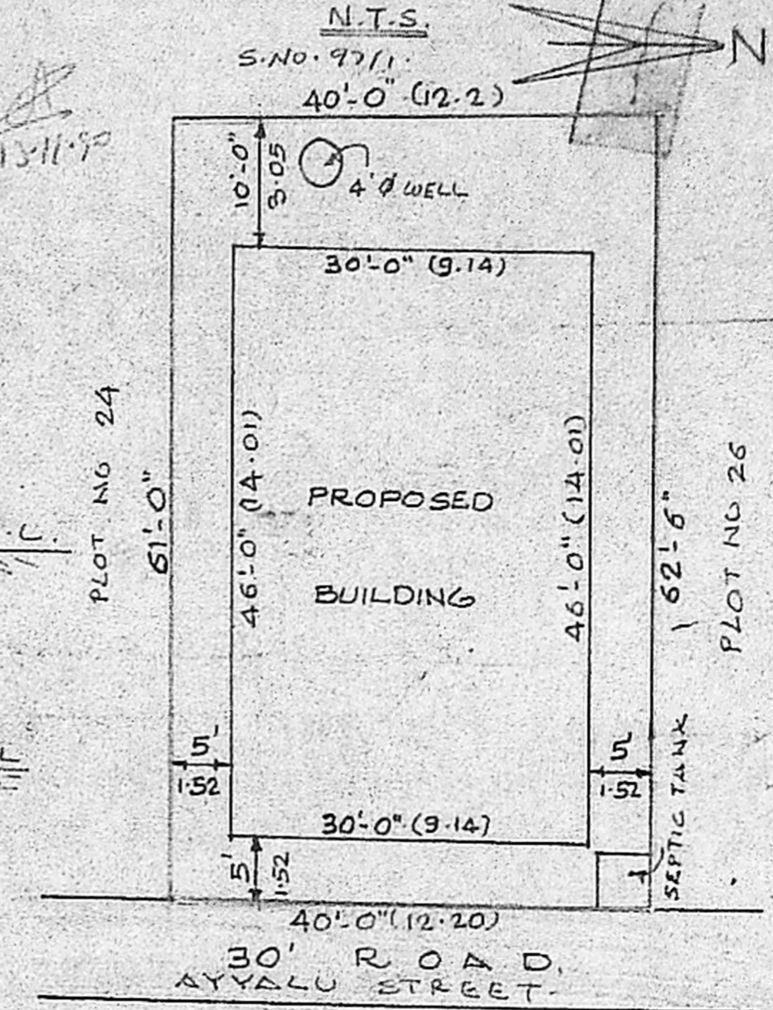 N.T.S.
S.NO. 97/1.
N
40'-0" (12.2)
13.11.90
10'-0"
3.05
4' Ø WELL
30'-0" (9.14)
PLOT NO 24
61'-0"
46'-0" (14.01)
PROPOSED
BUILDING
46'-0" (14.01)
62'-6"
PLOT NO 26
5'
1.52
5'
1.52
SEPTIC TANK
30'-0" (9.14)
5'
1.52
40'-0" (12.20)
30' ROAD,
AYYALU STREET.